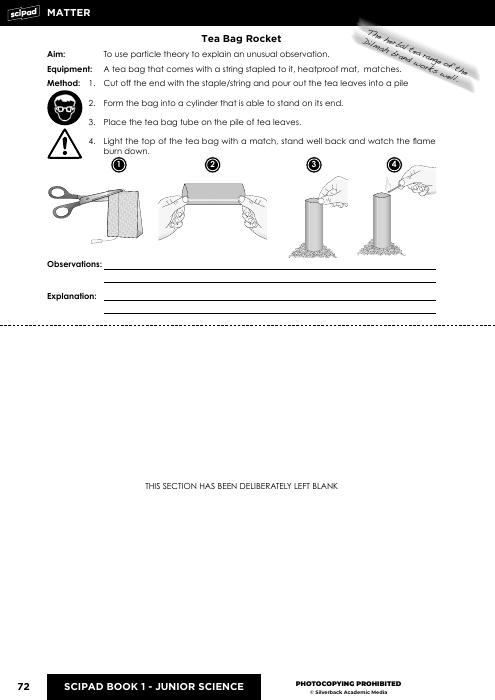 scipad MATTER
The herbal tea range of the
Dilmah brand works well.
Tea Bag Rocket
Aim: To use particle theory to explain an unusual observation.
Equipment: A tea bag that comes with a string stapled to it, heatproof mat, matches.
Method: 1. Cut off the end with the staple/string and pour out the tea leaves into a pile
2. Form the bag into a cylinder that is able to stand on its end.
3. Place the tea bag tube on the pile of tea leaves.
4. Light the top of the tea bag with a match, stand well back and watch the flame
burn down.
1 2 3 4
Observations:
Explanation:
THIS SECTION HAS BEEN DELIBERATELY LEFT BLANK
72 SCIPAD BOOK 1 - JUNIOR SCIENCE
PHOTOCOPYING PROHIBITED
© Silverback Academic Media